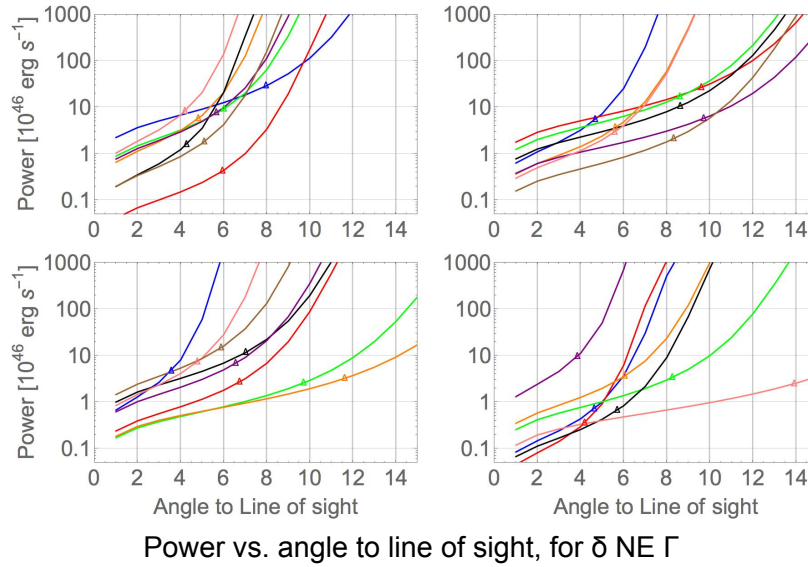 1000 1000
100 100
10 10
1 1
0.1 0.1
Power [10^46 erg s^−1]
0 2 4 6 8 10 12 14 0 2 4 6 8 10 12 14
1000 1000
100 100
10 10
1 1
0.1 0.1
Power [10^46 erg s^−1]
0 2 4 6 8 10 12 14 0 2 4 6 8 10 12 14
Angle to Line of sight Angle to Line of sight
Power vs. angle to line of sight, for δ NE Γ